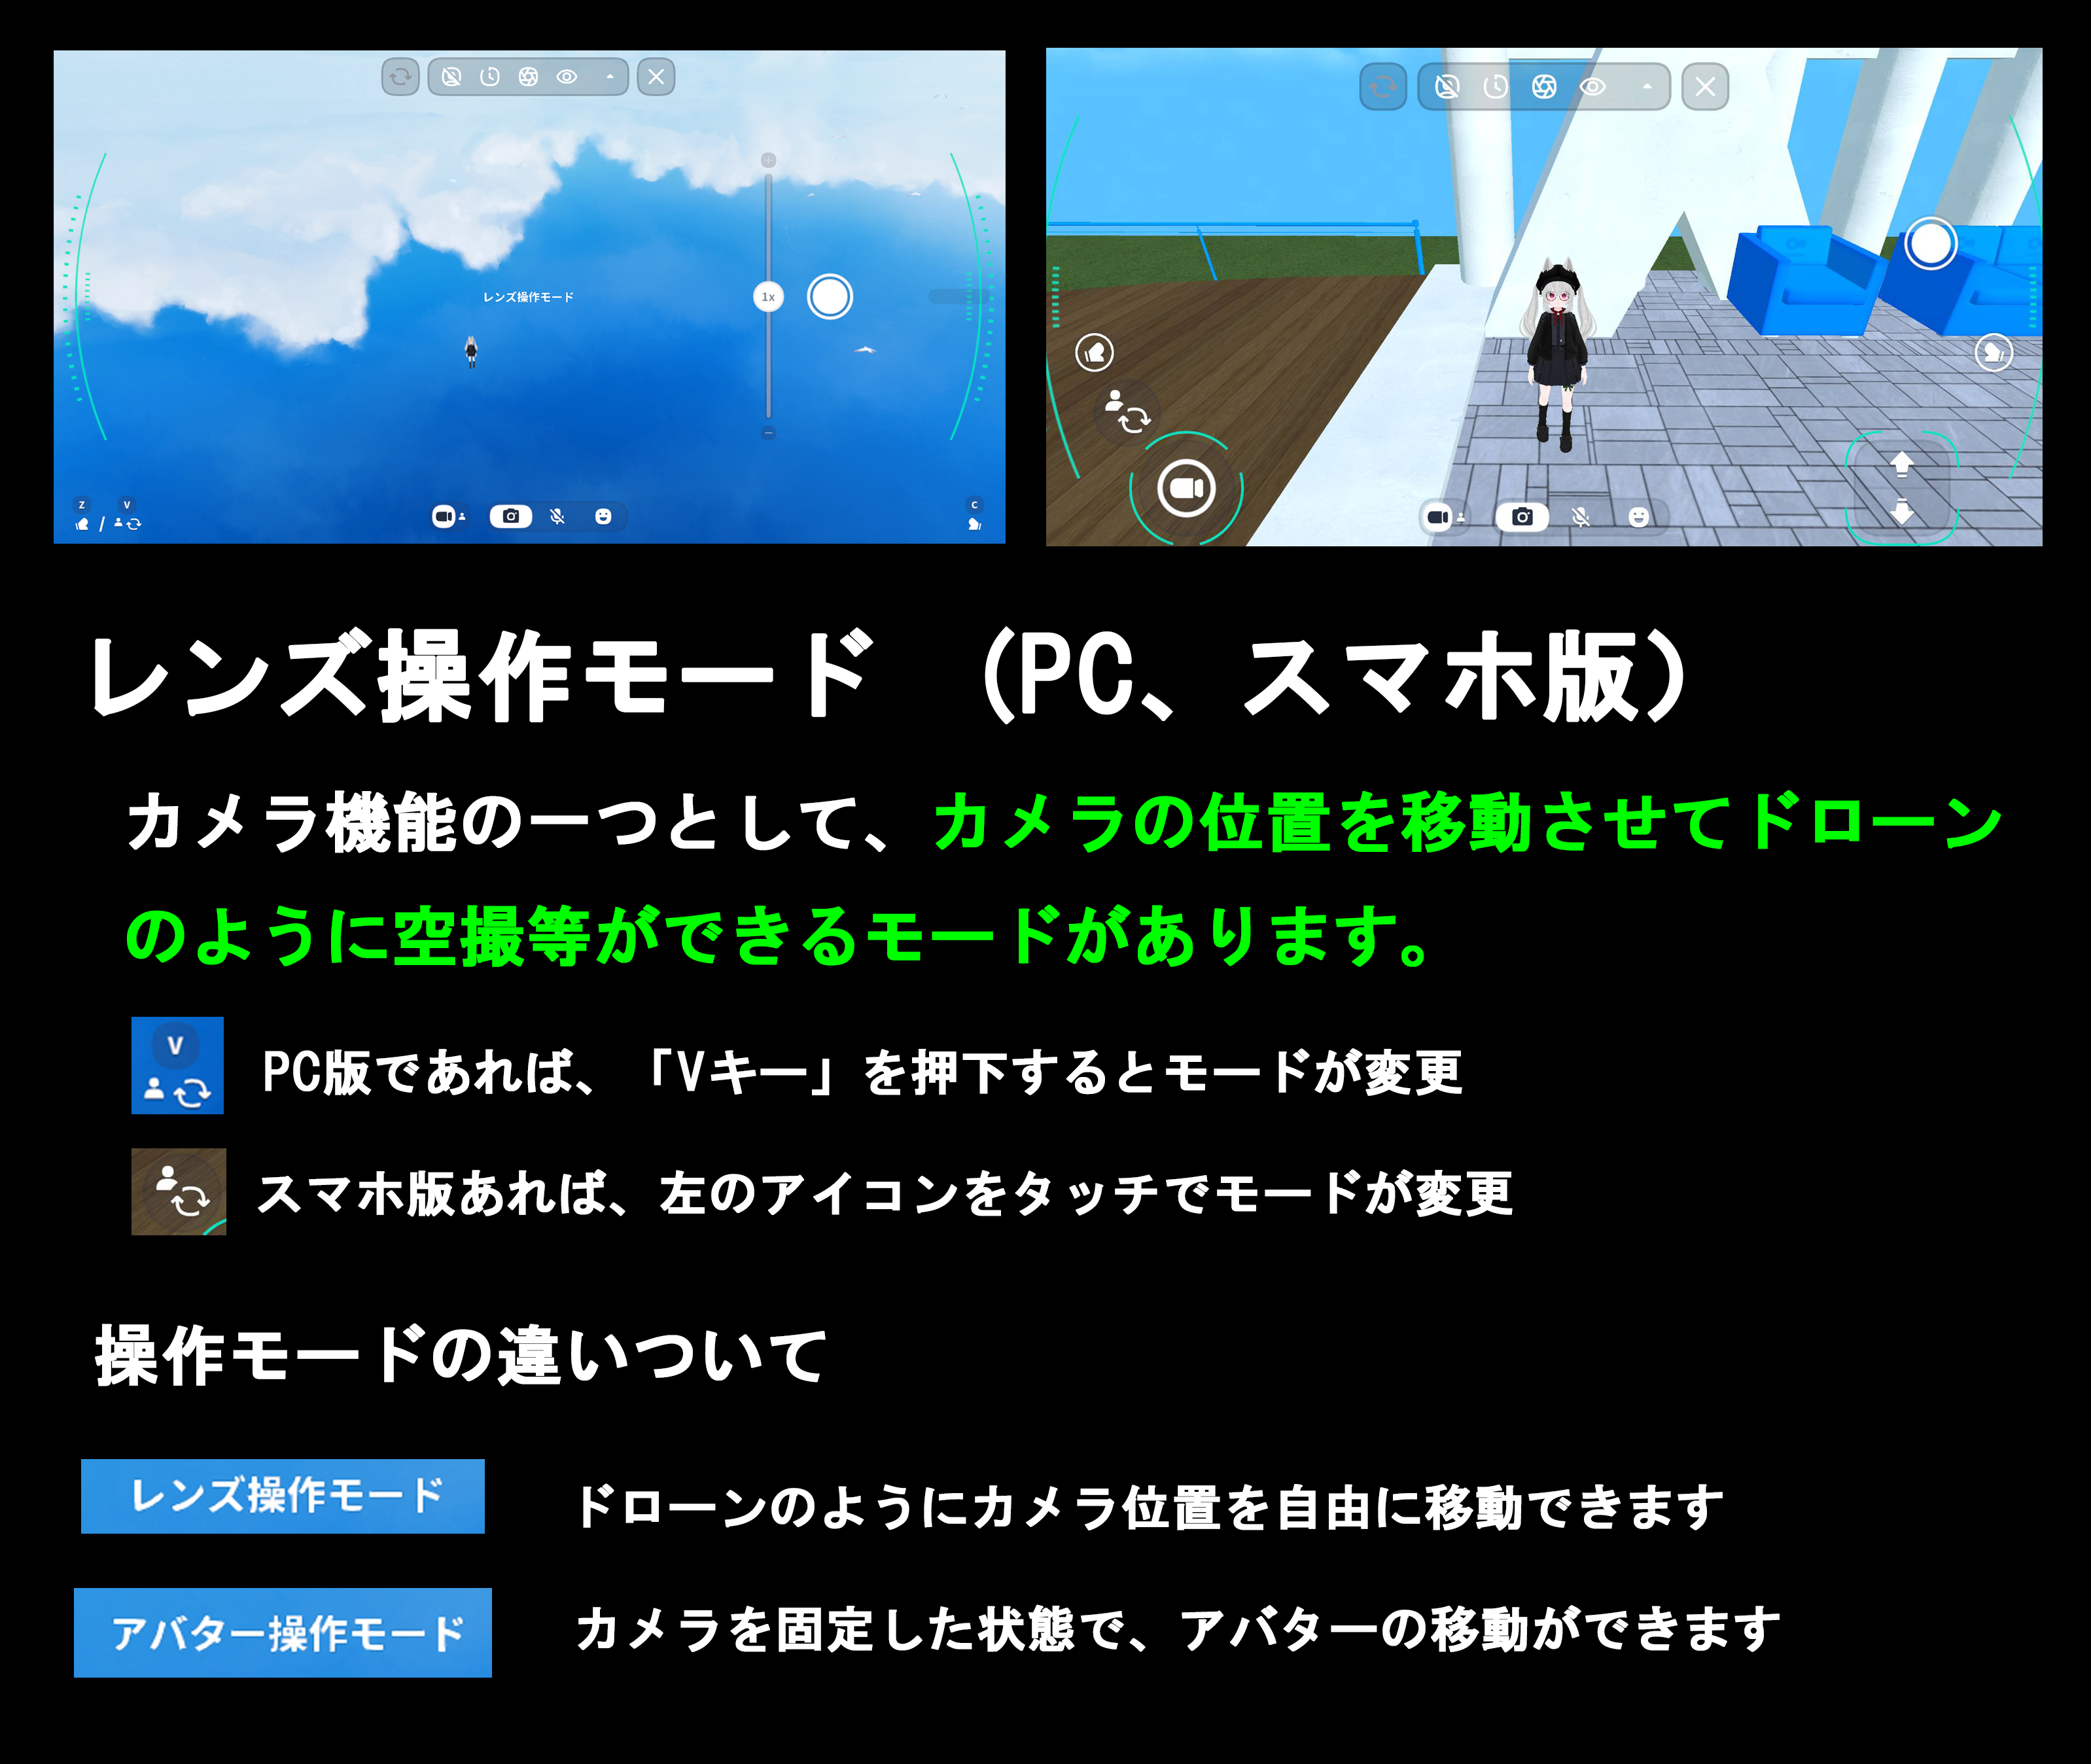 レンズ操作モード
1x
Z
V
/
C
レンズ操作モード　（PC、スマホ版）
カメラ機能の一つとして、カメラの位置を移動させてドローン
のように空撮等ができるモードがあります。
V
PC版であれば、「Vキー」を押下するとモードが変更
スマホ版あれば、左のアイコンをタッチでモードが変更
操作モードの違いついて
レンズ操作モード
ドローンのようにカメラ位置を自由に移動できます
アバター操作モード
カメラを固定した状態で、アバターの移動ができます